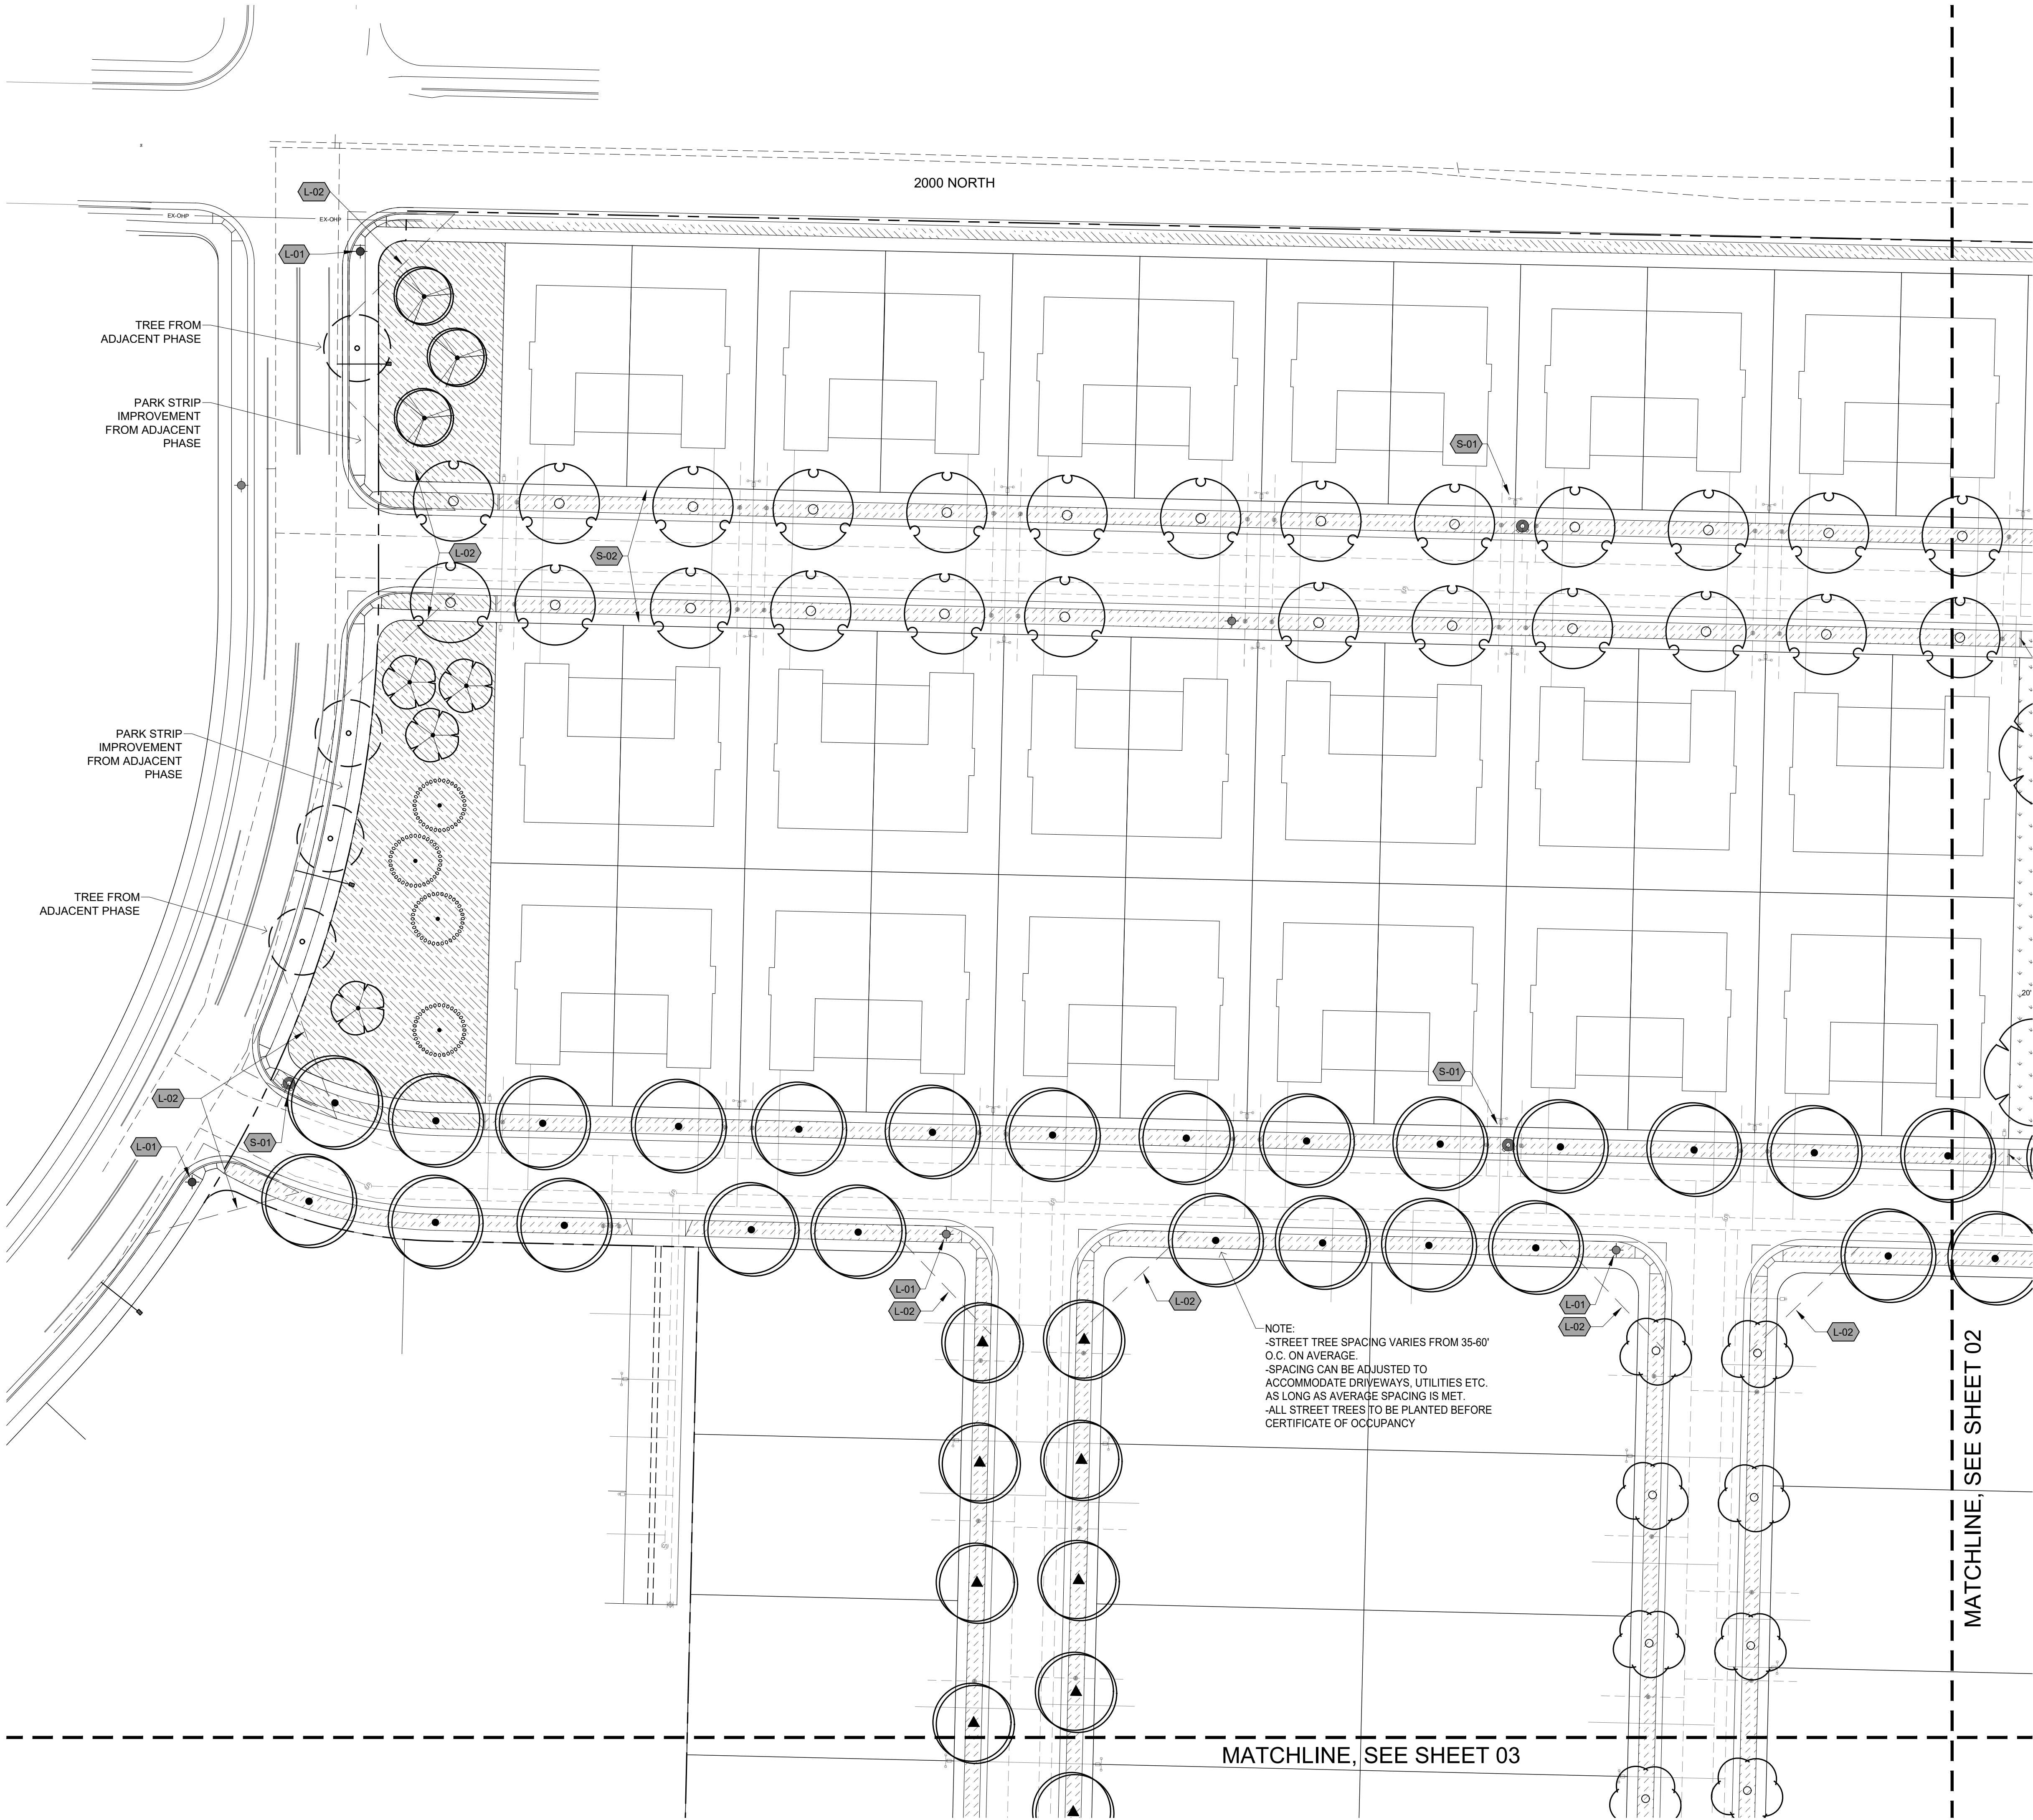 2000 NORTH
L-02
EX-OHP
EX-OHP
L-01
TREE FROM
ADJACENT PHASE
PARK STRIP
IMPROVEMENT
FROM ADJACENT
PHASE
S-01
L-02
S-02
S
PARK STRIP
IMPROVEMENT
FROM ADJACENT
PHASE
TREE FROM
ADJACENT PHASE
20'
L-02
S-01
L-01
S-01
S
S
S
S
L-01
L-02
L-02
L-01
L-02
L-02
NOTE:
-STREET TREE SPACING VARIES FROM 35-60'
O.C. ON AVERAGE.
-SPACING CAN BE ADJUSTED TO
ACCOMMODATE DRIVEWAYS, UTILITIES ETC.
AS LONG AS AVERAGE SPACING IS MET.
-ALL STREET TREES TO BE PLANTED BEFORE
CERTIFICATE OF OCCUPANCY
S
MATCHLINE, SEE SHEET 02
MATCHLINE, SEE SHEET 03